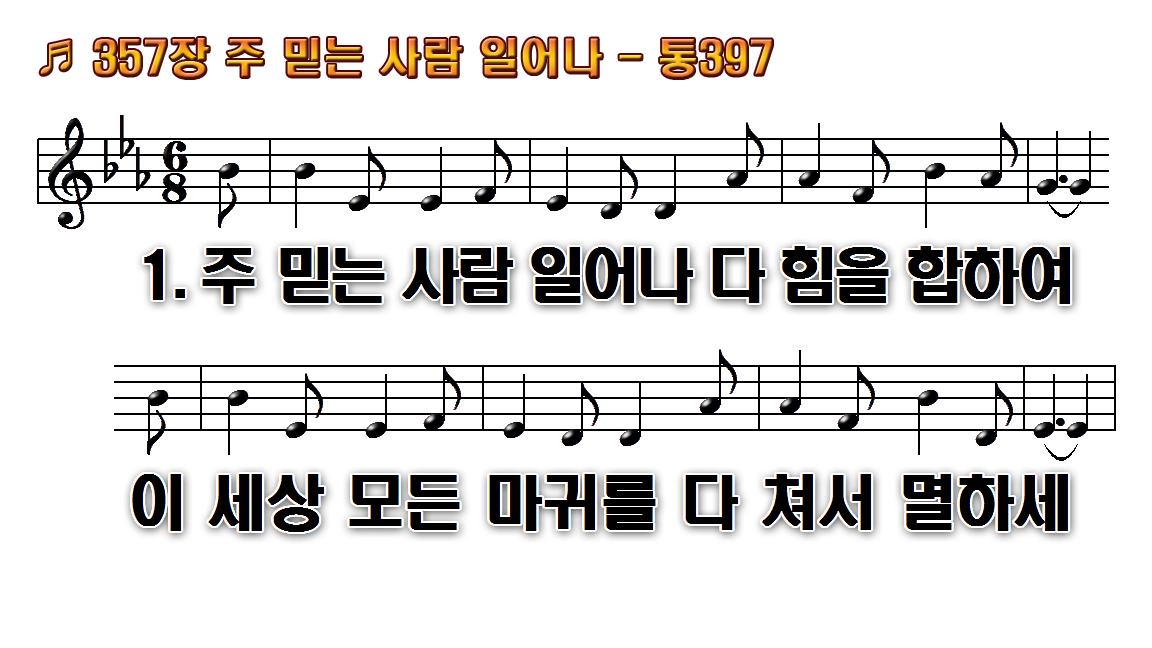 ♬ 357장 주 믿는 사람 일어나 - 통397
6
8
1. 주 믿는 사람 일어나 다 힘을 합하여
이 세상 모든 마귀를 다 쳐서 멸하세